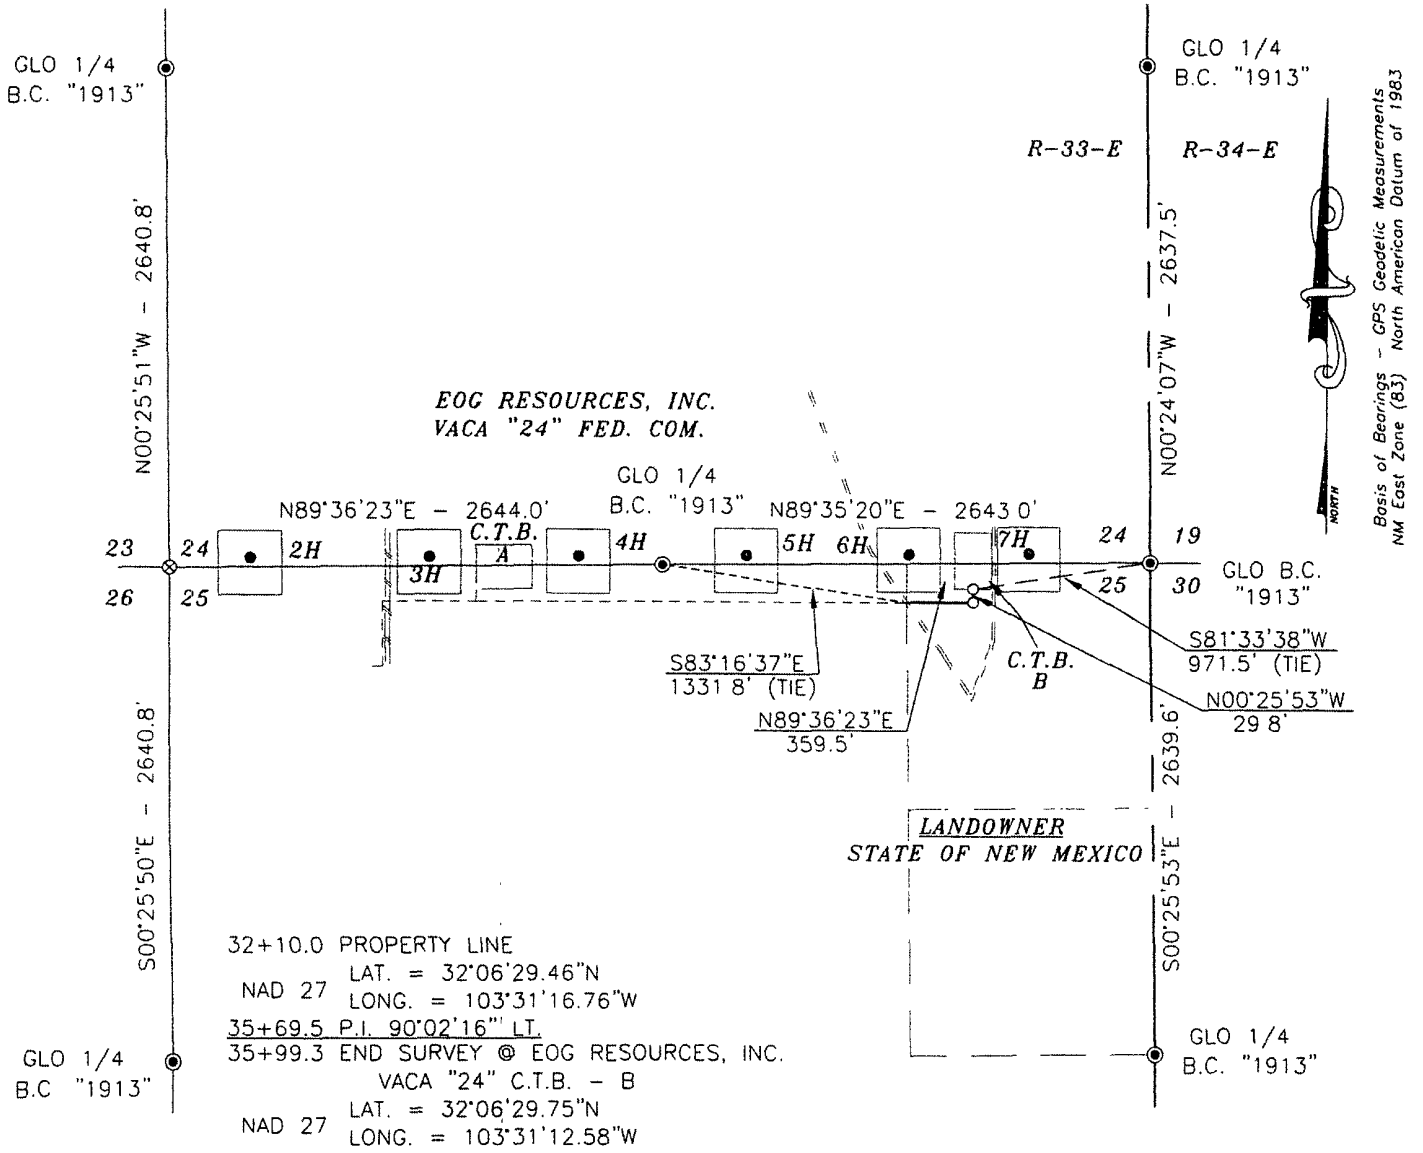 GLO 1/4
B.C. "1913"
GLO 1/4
B.C. "1913"
R-33-E
R-34-E
N00°25'51"W - 2640.8'
N00°24'07"W - 2637.5'
Basis of Bearings - GPS Geodetic Measurements
NM East Zone (83) North American Datum of 1983
NORTH
EOG RESOURCES, INC.
VACA "24" FED. COM.
GLO 1/4
B.C. "1913"
N89°36'23"E - 2644.0'
N89°35'20"E - 2643 0'
23
24
2H
3H
C.T.B.
A
4H
5H
6H
7H
24
19
26
25
25
30
GLO B.C.
"1913"
S83°16'37"E
1331 8' (TIE)
N89°36'23"E
359.5'
C.T.B.
B
S81°33'38"W
971.5' (TIE)
N00°25'53"W
29 8'
S00°25'50"E - 2640.8'
S00°25'53"E - 2639.6'
LANDOWNER
STATE OF NEW MEXICO
32+10.0 PROPERTY LINE
NAD 27 LAT. = 32°06'29.46"N
LONG. = 103°31'16.76"W
35+69.5 P.I. 90°02'16" LT.
35+99.3 END SURVEY @ EOG RESOURCES, INC.
VACA "24" C.T.B. - B
NAD 27 LAT. = 32°06'29.75"N
LONG. = 103°31'12.58"W
GLO 1/4
B.C "1913"
GLO 1/4
B.C. "1913"